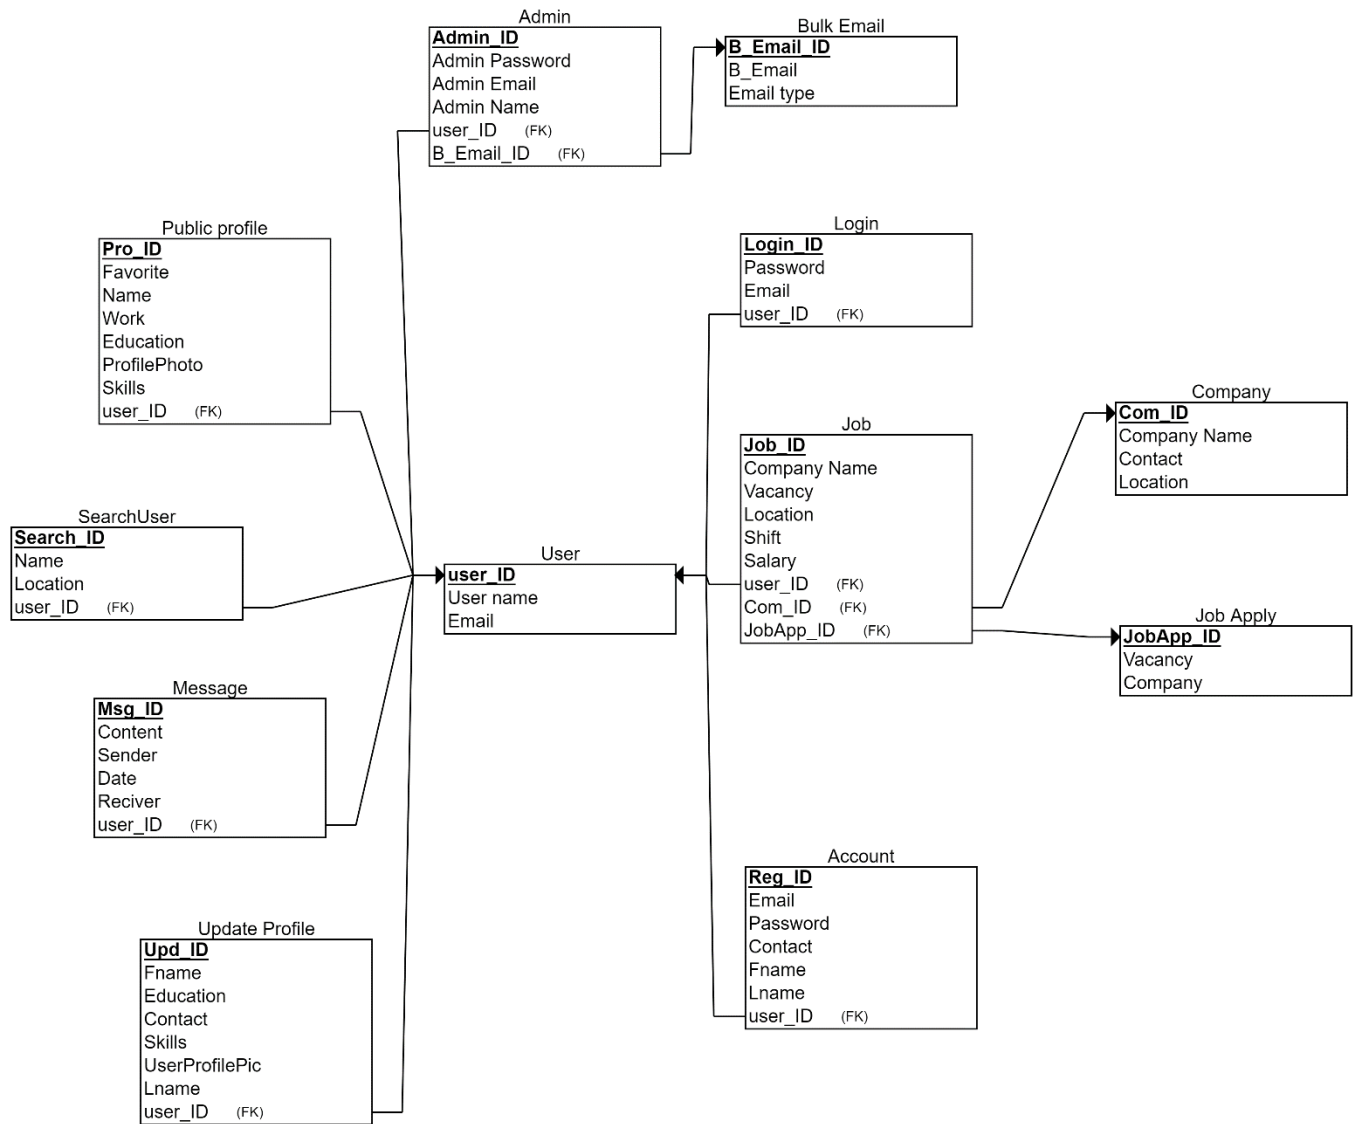 Admin
Admin_ID
Admin Password
Admin Email
Admin Name
user_ID (FK)
B_Email_ID (FK)
Bulk Email
B_Email_ID
B_Email
Email type
Public profile
Pro_ID
Favorite
Name
Work
Education
ProfilePhoto
Skills
user_ID (FK)
Login
Login_ID
Password
Email
user_ID (FK)
Company
Com_ID
Company Name
Contact
Location
Job
Job_ID
Company Name
Vacancy
Location
Shift
Salary
user_ID (FK)
Com_ID (FK)
JobApp_ID (FK)
SearchUser
Search_ID
Name
Location
user_ID (FK)
User
user_ID
User name
Email
Job Apply
JobApp_ID
Vacancy
Company
Message
Msg_ID
Content
Sender
Date
Reciver
user_ID (FK)
Account
Reg_ID
Email
Password
Contact
Fname
Lname
user_ID (FK)
Update Profile
Upd_ID
Fname
Education
Contact
Skills
UserProfilePic
Lname
user_ID (FK)